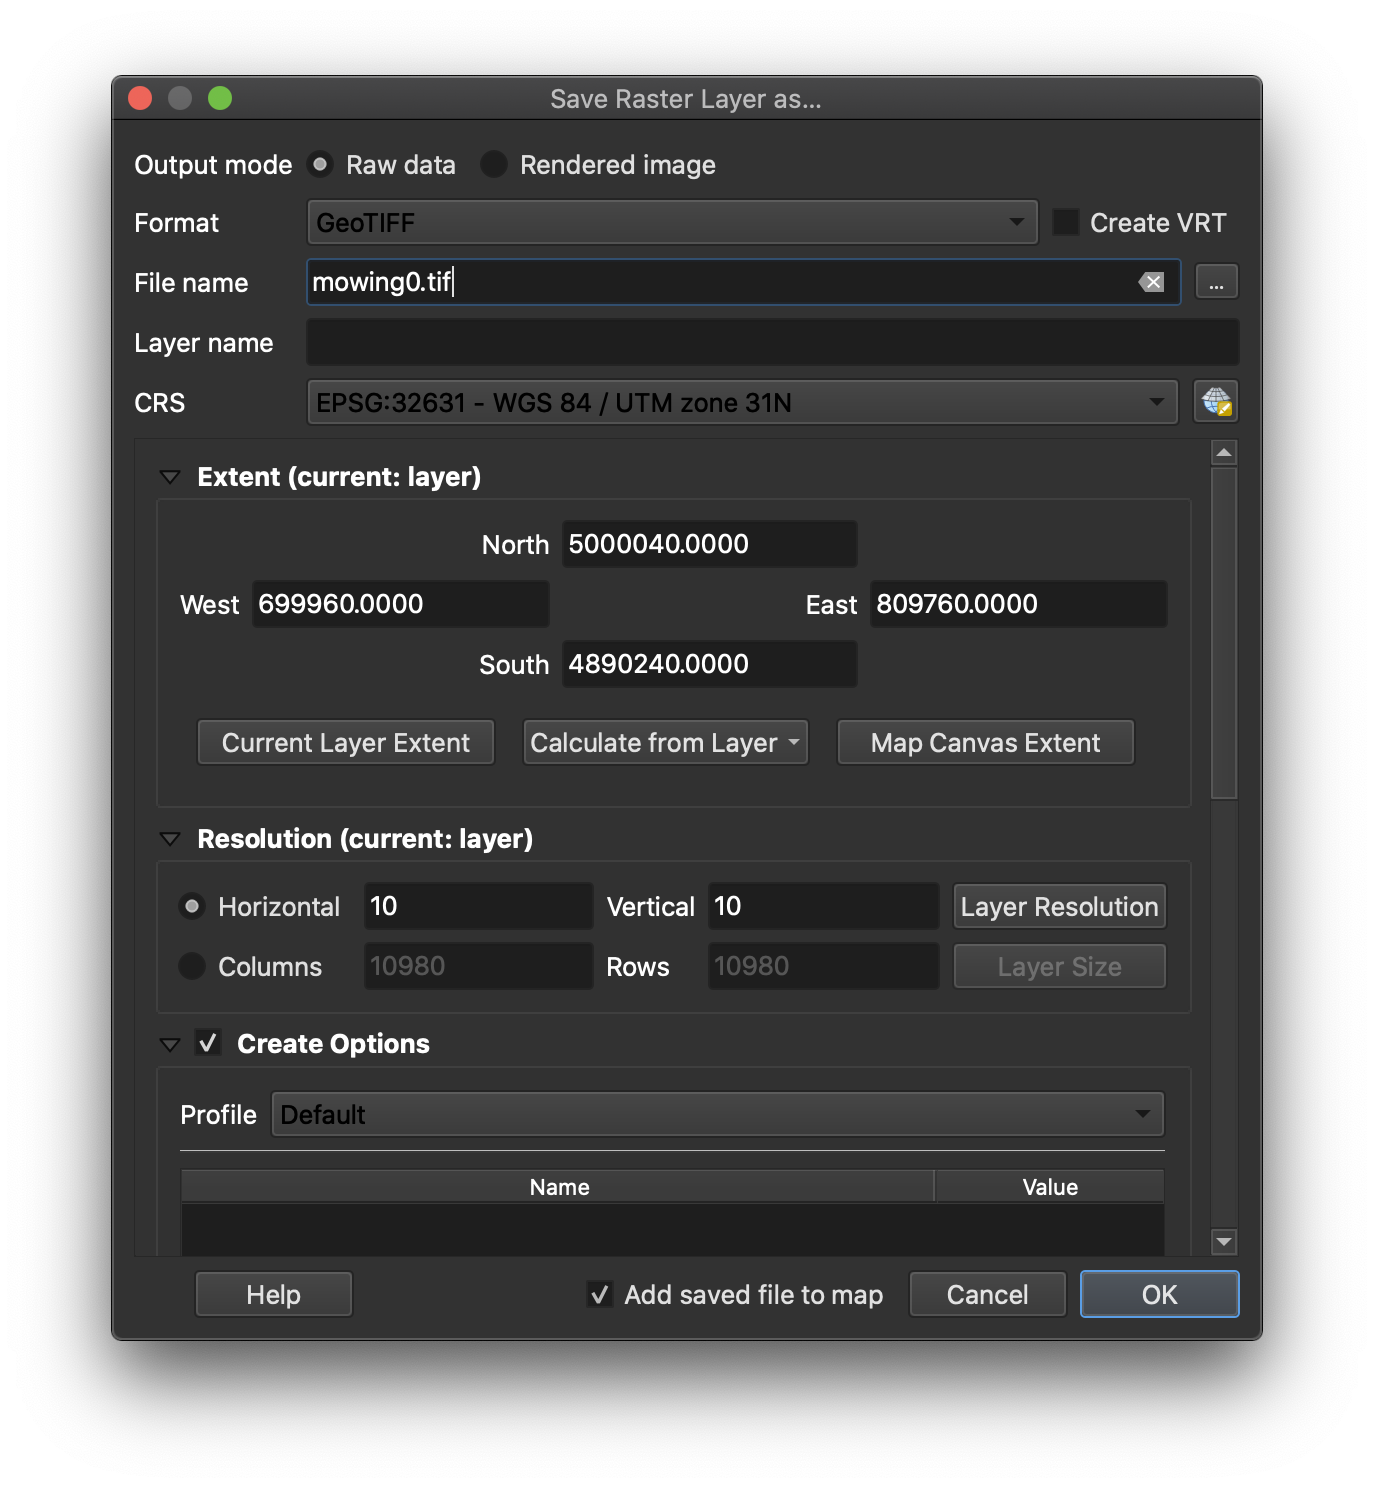 Save Raster Layer as...
Output mode Raw data Rendered image
Format GeoTIFF Create VRT
File name mowing0.tif ...
Layer name
CRS EPSG:32631 - WGS 84 / UTM zone 31N
Extent (current: layer)
North 5000040.0000
West 699960.0000 East 809760.0000
South 4890240.0000
Current Layer Extent Calculate from Layer Map Canvas Extent
Resolution (current: layer)
Horizontal 10 Vertical 10 Layer Resolution
Columns 10980 Rows 10980 Layer Size
Create Options
Profile Default
Name Value
Help Add saved file to map Cancel OK